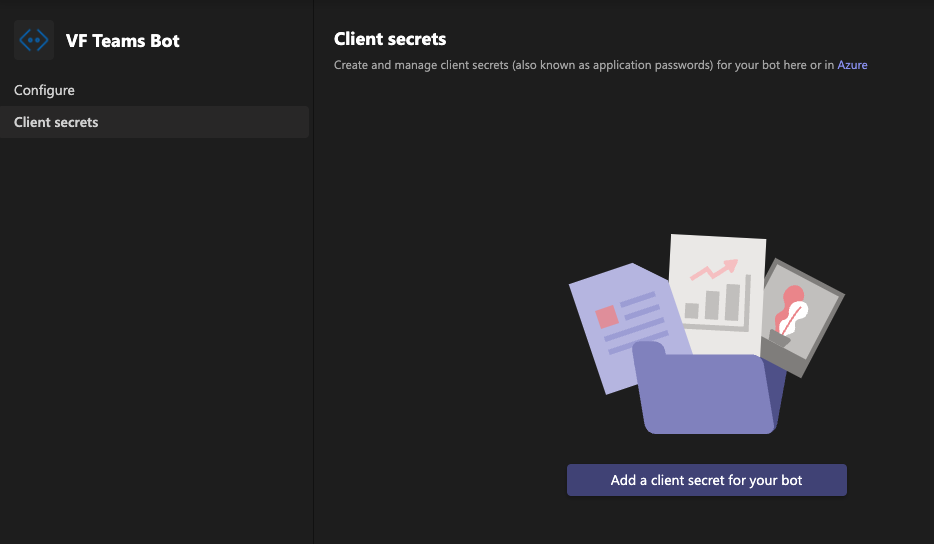 VF Teams Bot
Configure
Client secrets
Client secrets
Create and manage client secrets (also known as application passwords) for your bot here or in Azure
Add a client secret for your bot